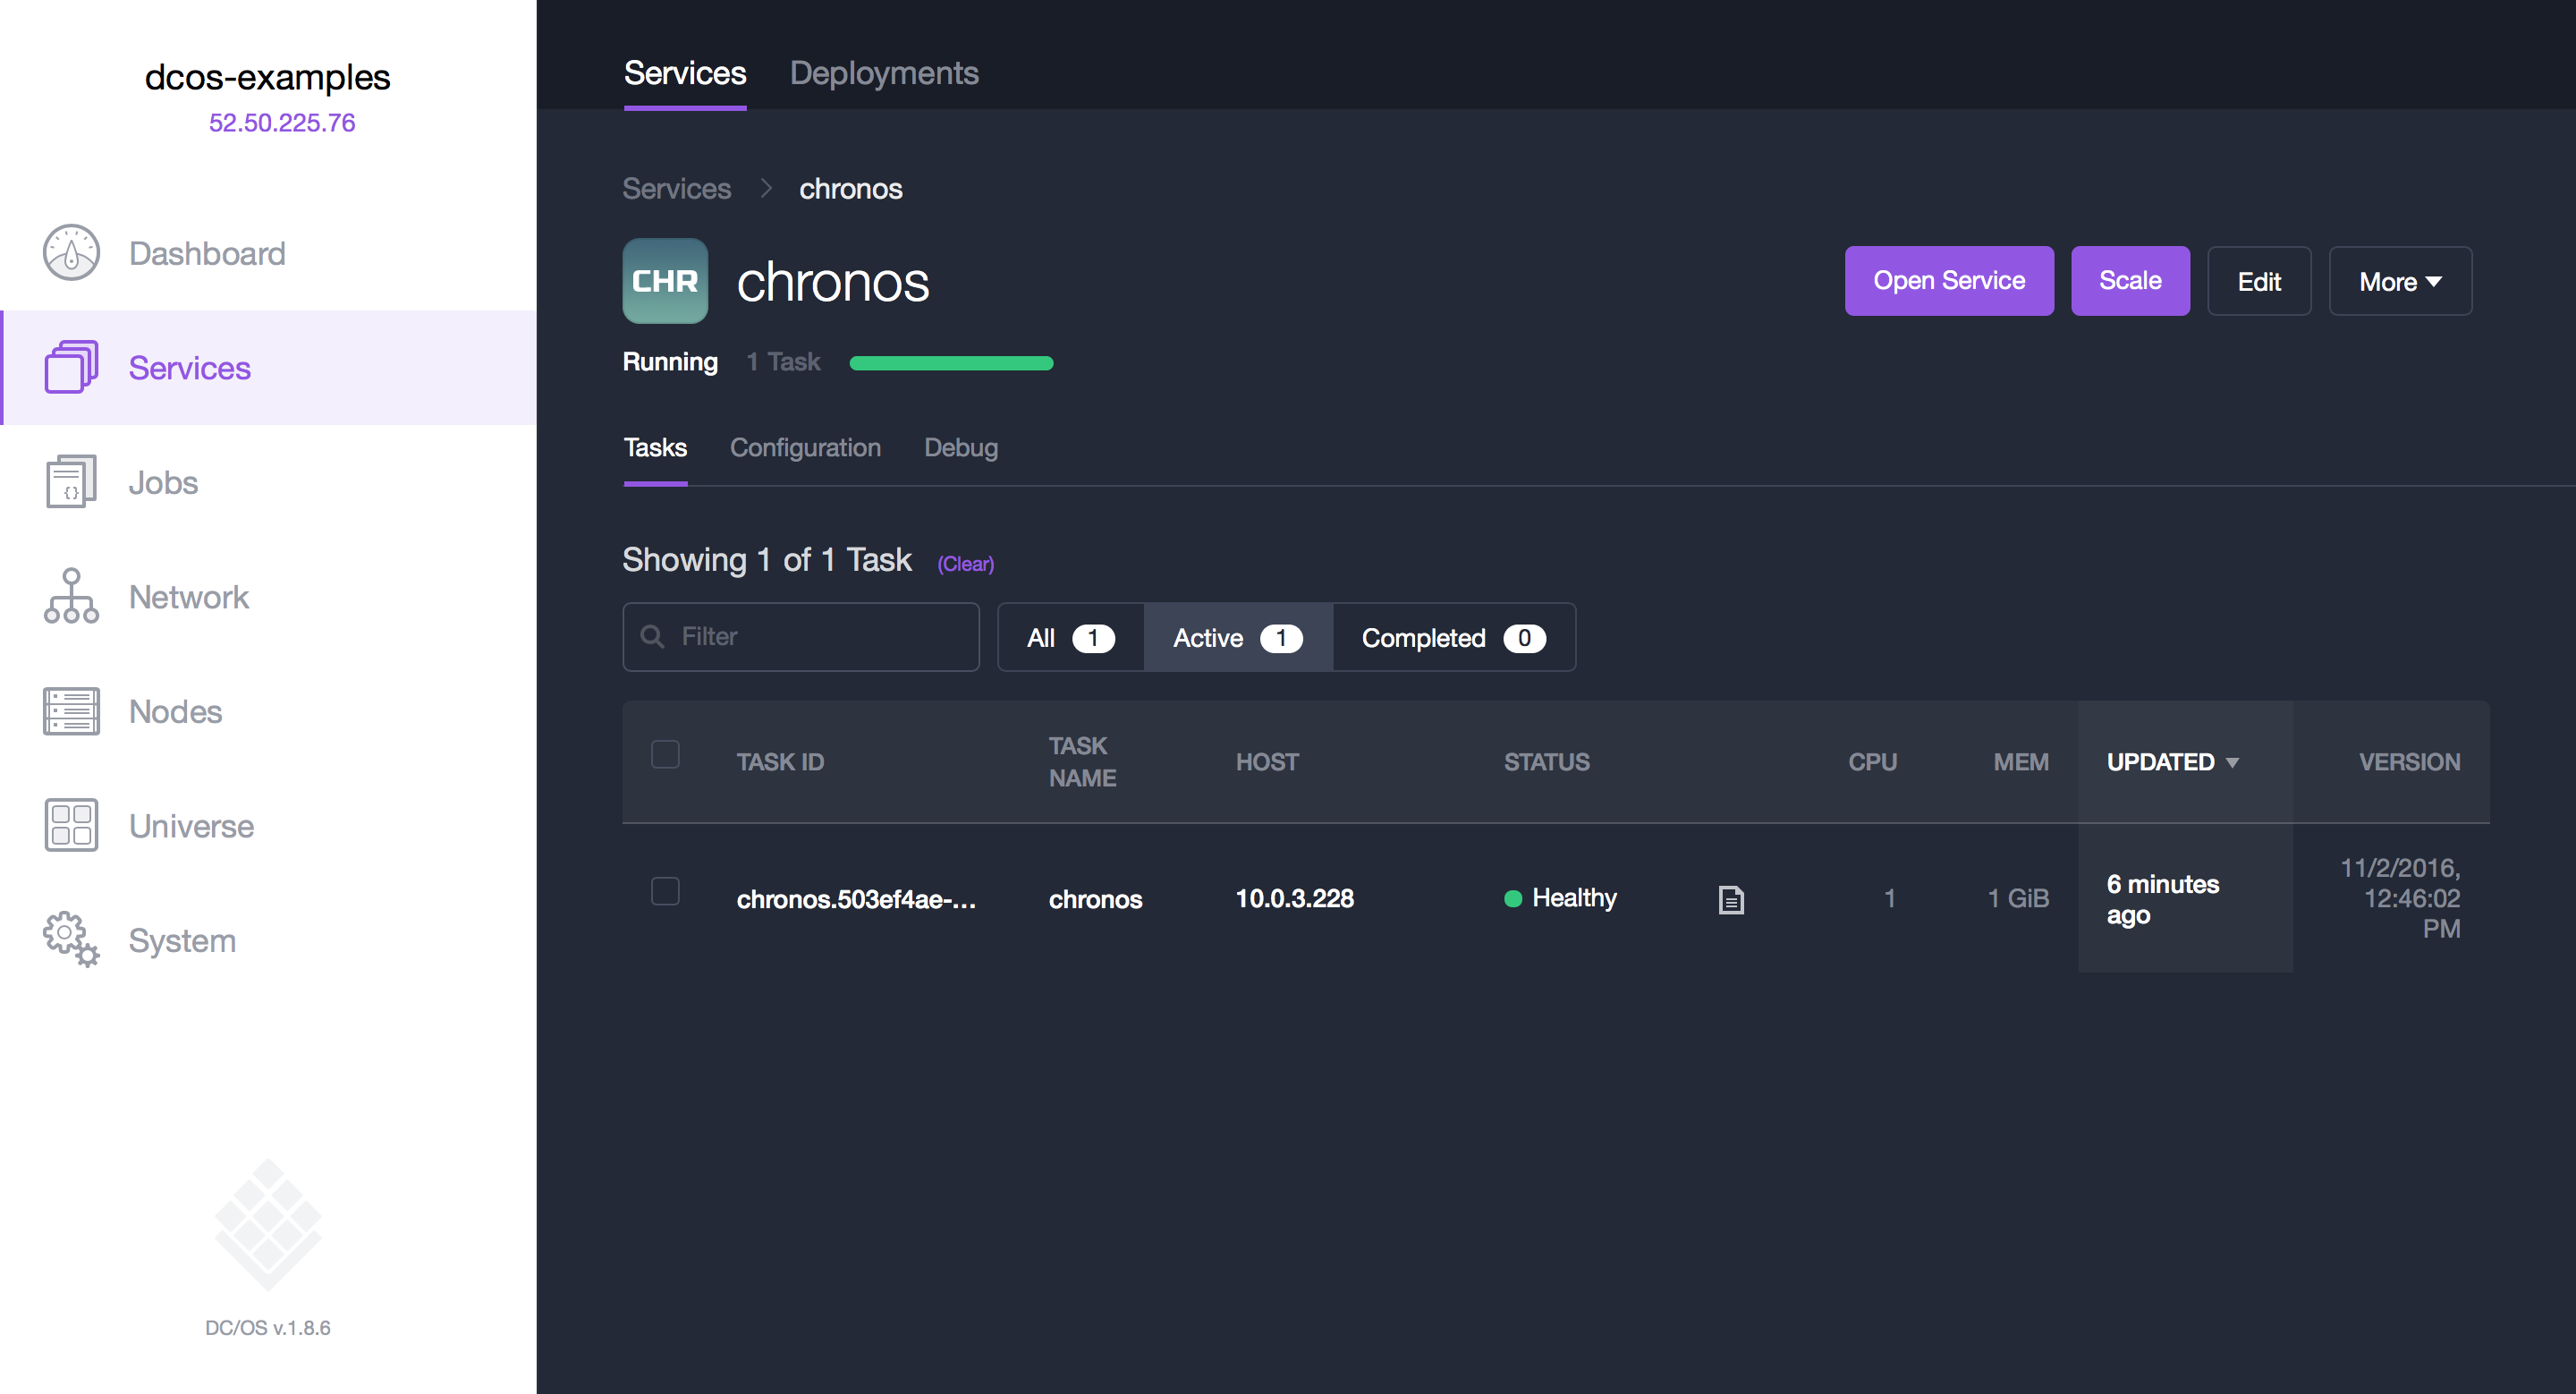 dcos-examples
52.50.225.76
Dashboard
Services
Jobs
{}
Network
Nodes
Universe
System
DC/OS v.1.8.6
Services Deployments
Services > chronos
CHR chronos
Open Service Scale Edit More
Running 1 Task
Tasks Configuration Debug
Showing 1 of 1 Task (Clear)
Filter All 1 Active 1 Completed 0
TASK ID TASK NAME HOST STATUS CPU MEM UPDATED VERSION
chronos.503ef4ae-... chronos 10.0.3.228 Healthy 1 1 GiB 6 minutes ago 11/2/2016, 12:46:02 PM